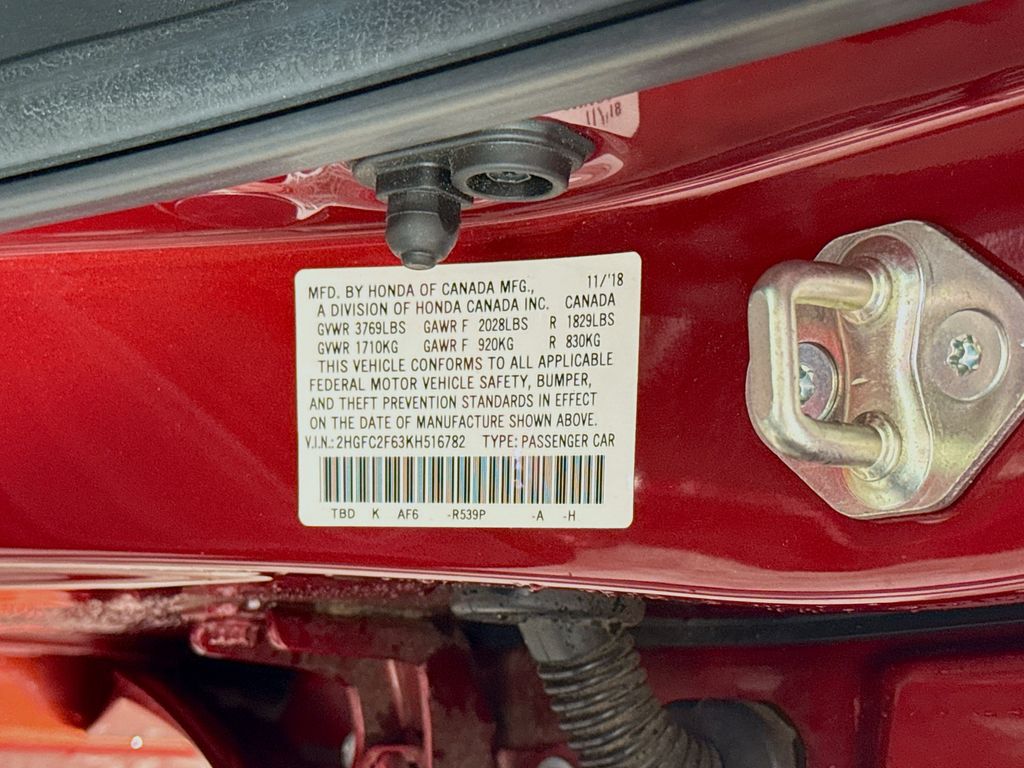 11/'18
MFD. BY HONDA OF CANADA MFG., 11/'18
A DIVISION OF HONDA CANADA INC. CANADA
GVWR 3769LBS GAWR F 2028LBS R 1829LBS
GVWR 1710KG GAWR F 920KG R 830KG
THIS VEHICLE CONFORMS TO ALL APPLICABLE
FEDERAL MOTOR VEHICLE SAFETY, BUMPER,
AND THEFT PREVENTION STANDARDS IN EFFECT
ON THE DATE OF MANUFACTURE SHOWN ABOVE.
V.I.N.: 2HGFC2F63KH516782 TYPE: PASSENGER CAR
TBD K AF6 -R539P -A -H